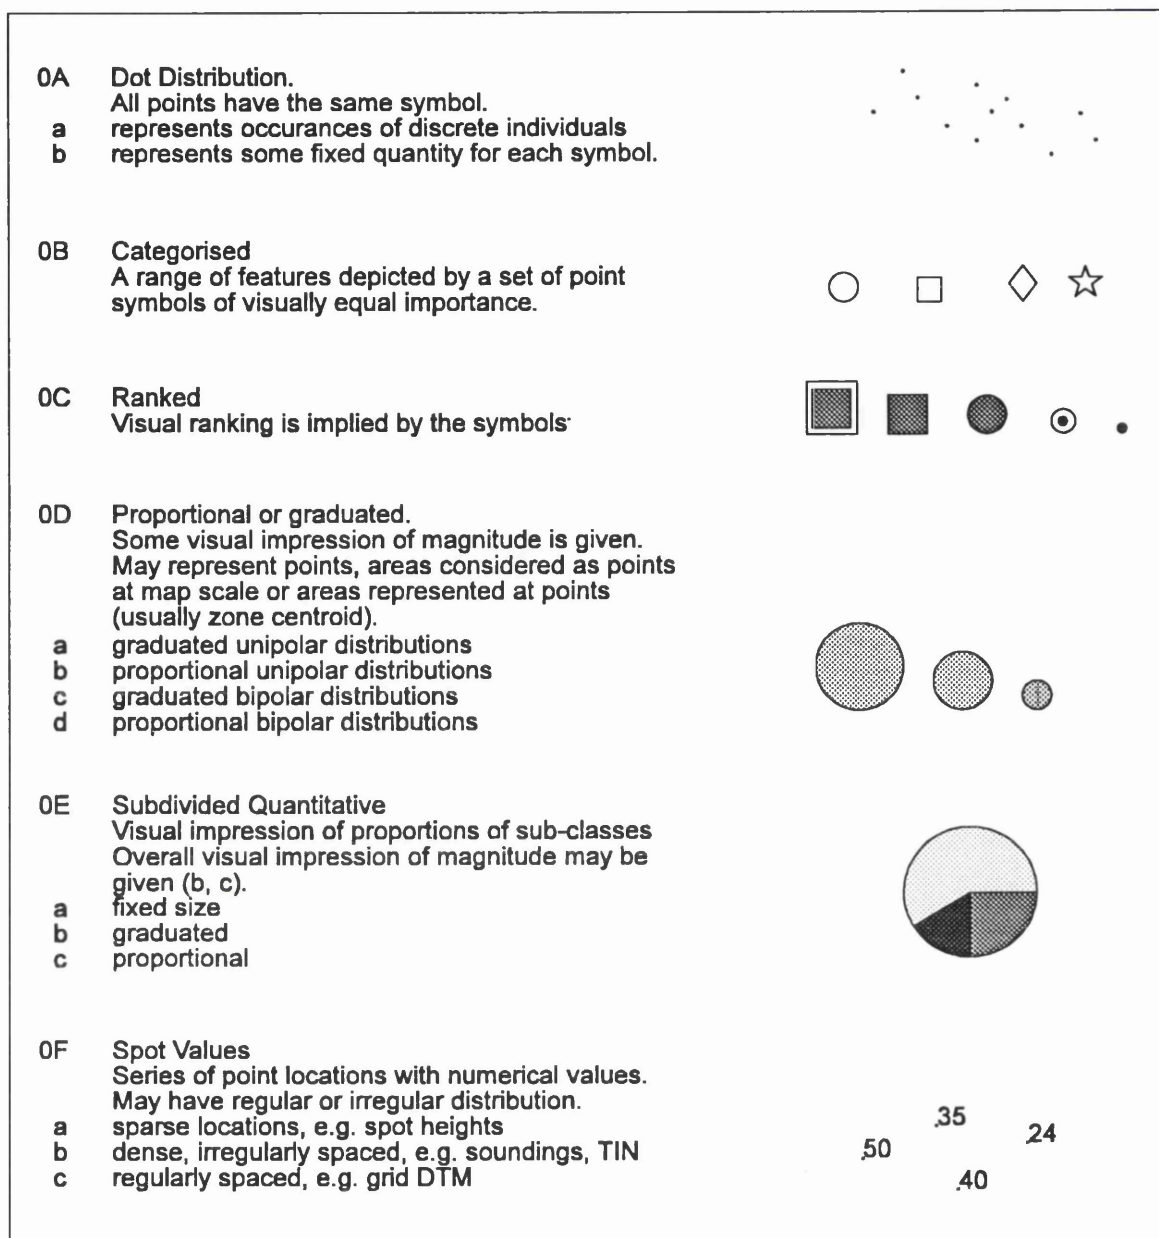 0A Dot Distribution.
All points have the same symbol.
a represents occurances of discrete individuals
b represents some fixed quantity for each symbol.
0B Categorised
A range of features depicted by a set of point
symbols of visually equal importance.
0C Ranked
Visual ranking is implied by the symbols
0D Proportional or graduated.
Some visual impression of magnitude is given.
May represent points, areas considered as points
at map scale or areas represented at points
(usually zone centroid).
a graduated unipolar distributions
b proportional unipolar distributions
c graduated bipolar distributions
d proportional bipolar distributions
0E Subdivided Quantitative
Visual impression of proportions of sub-classes
Overall visual impression of magnitude may be
given (b, c).
a fixed size
b graduated
c proportional
0F Spot Values
Series of point locations with numerical values.
May have regular or irregular distribution.
a sparse locations, e.g. spot heights
b dense, irregularly spaced, e.g. soundings, TIN
c regularly spaced, e.g. grid DTM
.35
.24
.50
.40